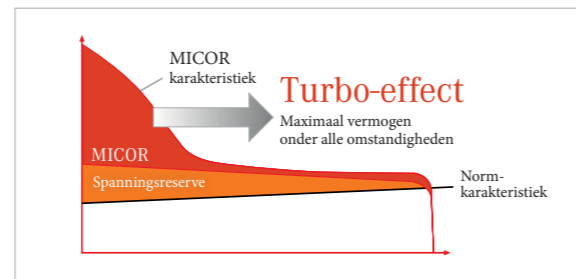 MICOR
karakteristiek
Turbo-effect
Maximaal vermogen
onder alle omstandigheden
MICOR
Spanningsreserve
Norm-
karakteristiek